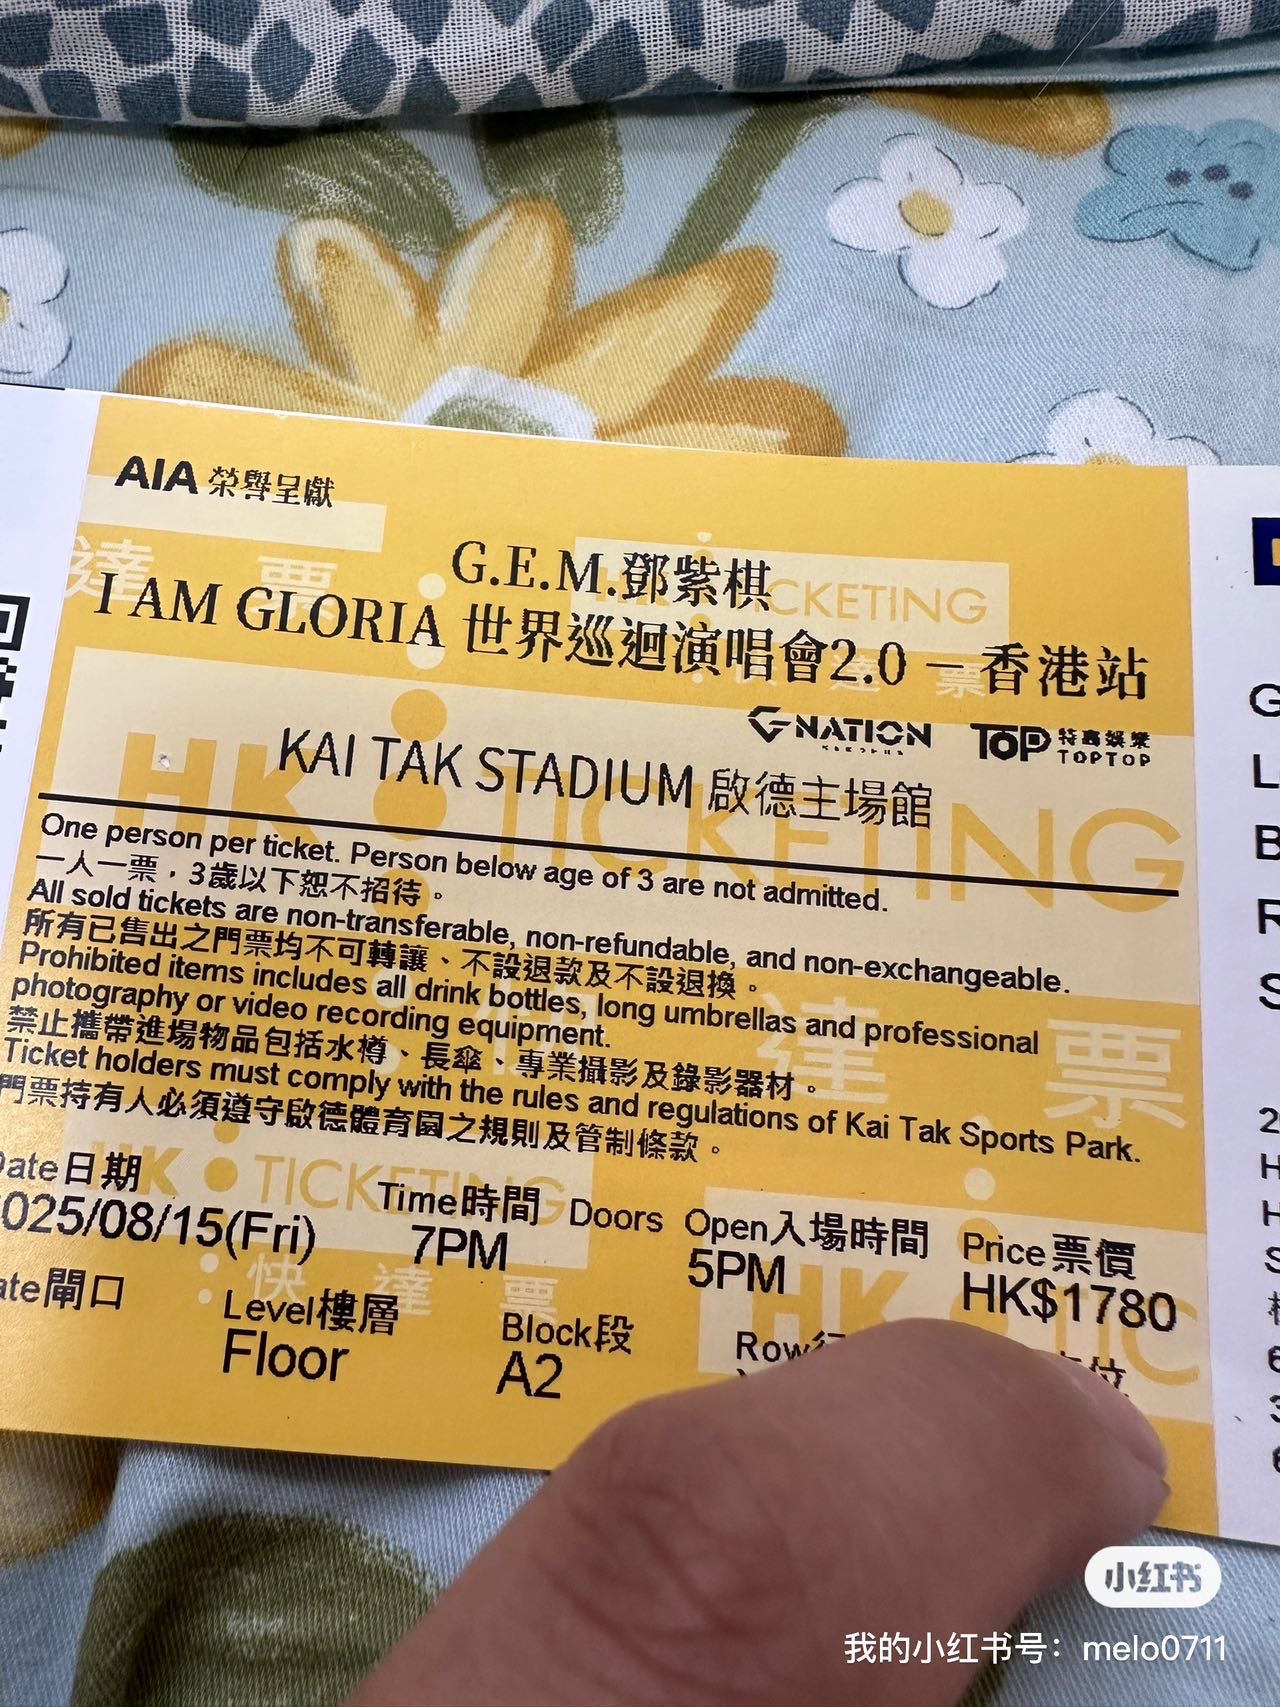 AIA 榮譽呈獻
G.E.M.鄧紫棋
I AM GLORIA 世界巡迴演唱會2.0 – 香港站
G NATION
TOP 特高娛樂
TOPTOP
KAI TAK STADIUM 啟德主場館
One person per ticket. Person below age of 3 are not admitted.
一人一票，3歲以下恕不招待。
All sold tickets are non-transferable, non-refundable, and non-exchangeable.
所有已售出之門票均不可轉讓、不設退款及不設退換。
Prohibited items includes all drink bottles, long umbrellas and professional
photography or video recording equipment.
禁止攜帶進場物品包括水樽、長傘、專業攝影及錄影器材。
Ticket holders must comply with the rules and regulations of Kai Tak Sports Park.
門票持有人必須遵守啟德體育園之規則及管制條款。
Date日期 Time時間 Doors Open入場時間 Price票價
2025/08/15(Fri) 7PM 5PM HK$1780
閘口 Level樓層 Block段 Row行 位
Floor A2
HK TICKETING
快達票
小红书
我的小红书号：melo0711